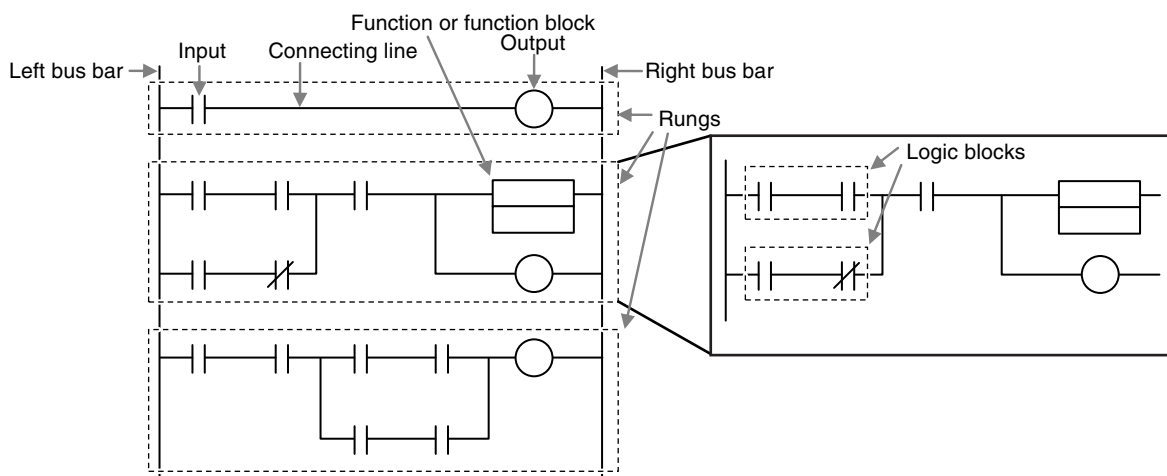 Function or function block
Input
Connecting line
Output
Left bus bar
Right bus bar
Rungs
Logic blocks